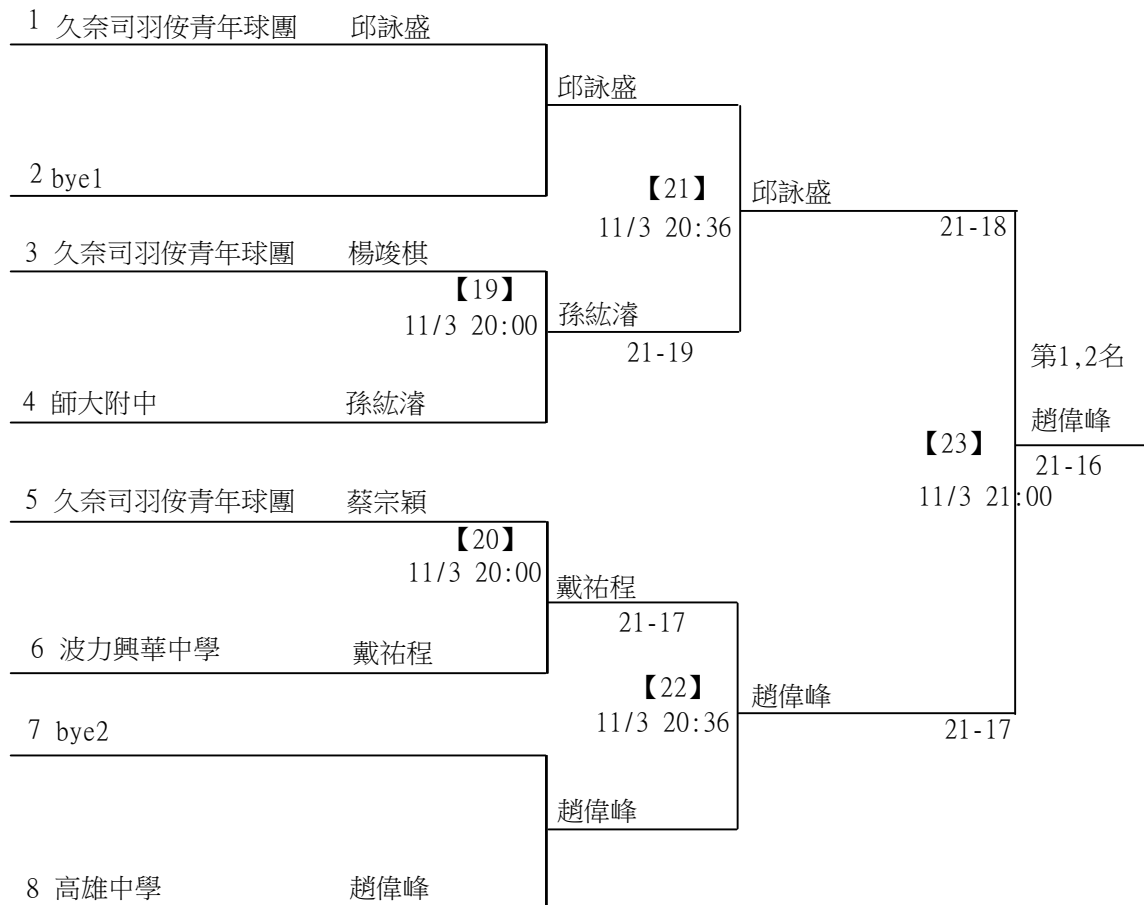 1 久奈司羽侒青年球團 邱詠盛
邱詠盛
2 bye1
【21】
邱詠盛
11/3 20:36
21-18
3 久奈司羽侒青年球團 楊竣棋
【19】
11/3 20:00
孫紘濬
21-19
第1,2名
4 師大附中 孫紘濬
趙偉峰
【23】
21-16
11/3 21:00
5 久奈司羽侒青年球團 蔡宗穎
【20】
11/3 20:00
戴祐程
21-17
6 波力興華中學 戴祐程
【22】
趙偉峰
11/3 20:36
21-17
7 bye2
趙偉峰
8 高雄中學 趙偉峰